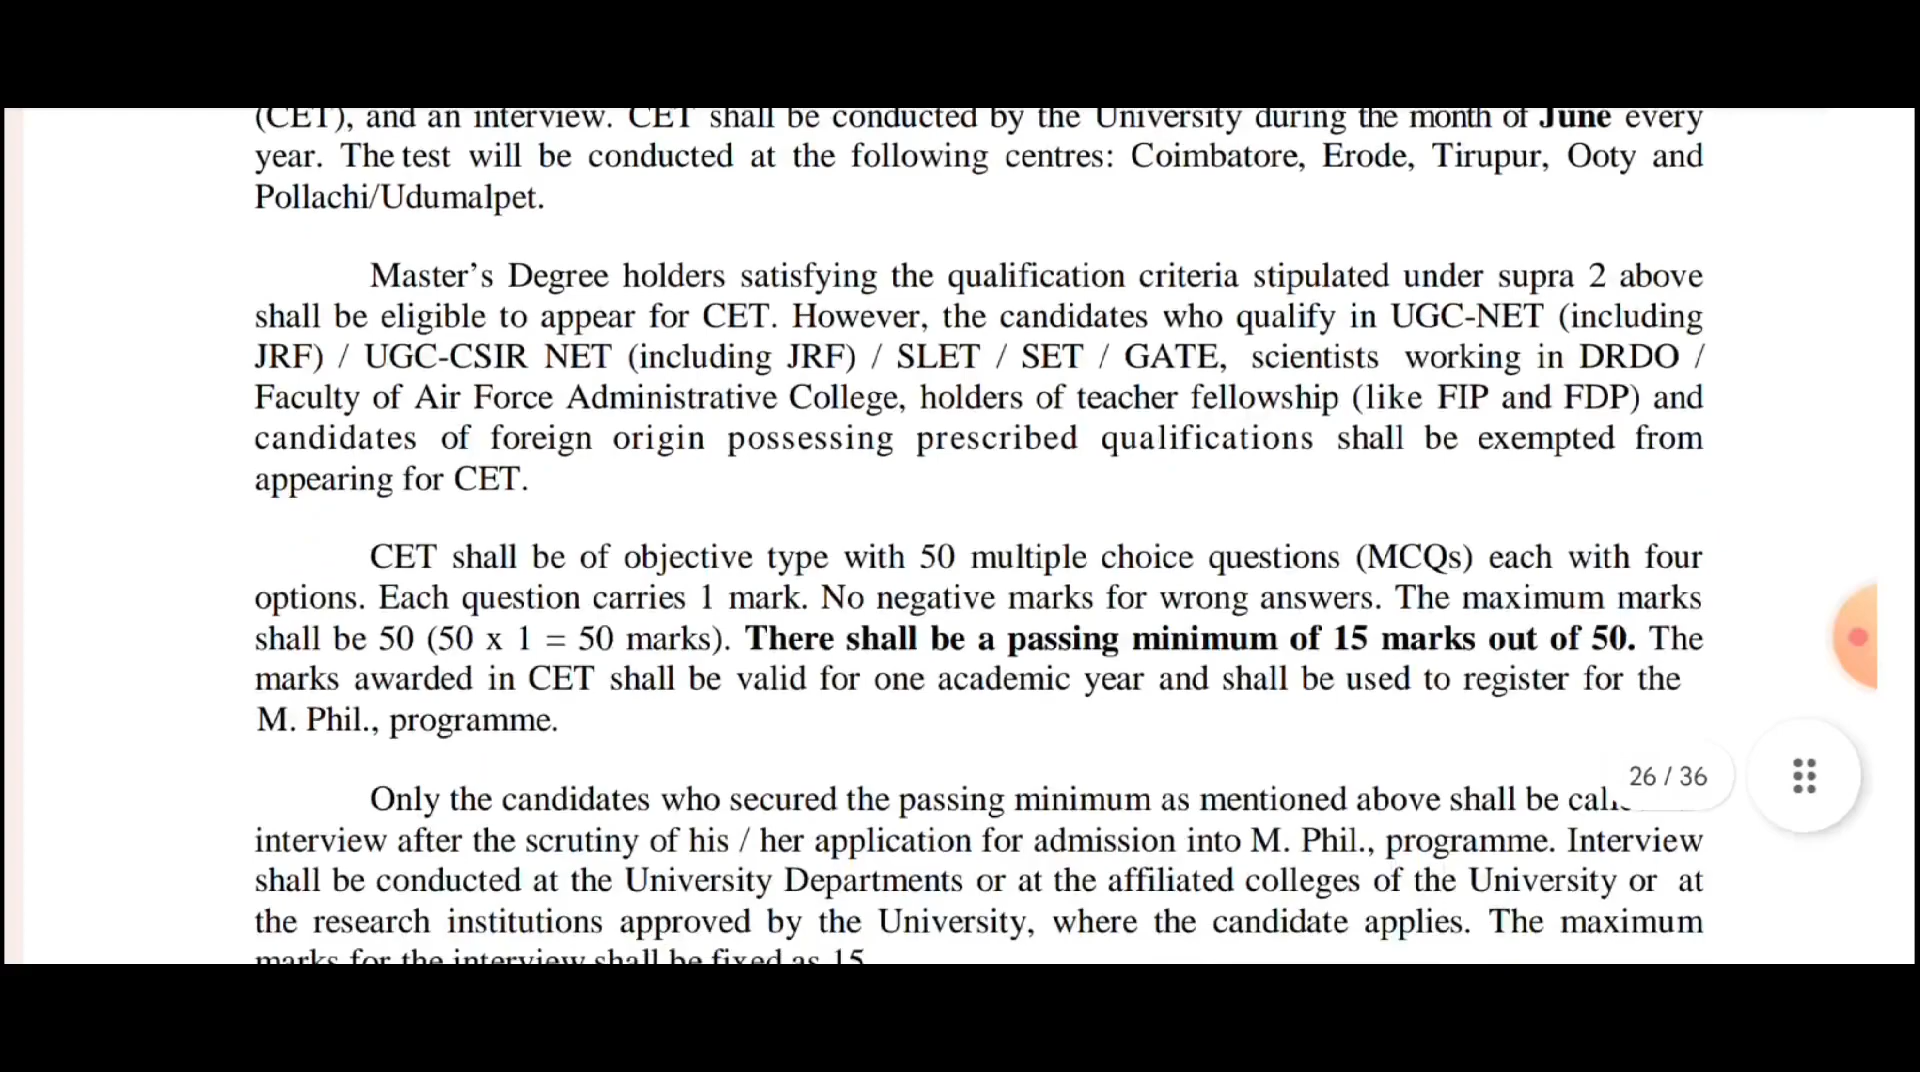 (CET), and an interview. CET shall be conducted by the University during the month of June every
year. The test will be conducted at the following centres: Coimbatore, Erode, Tirupur, Ooty and
Pollachi/Udumalpet.
Master’s Degree holders satisfying the qualification criteria stipulated under supra 2 above
shall be eligible to appear for CET. However, the candidates who qualify in UGC-NET (including
JRF) / UGC-CSIR NET (including JRF) / SLET / SET / GATE, scientists working in DRDO /
Faculty of Air Force Administrative College, holders of teacher fellowship (like FIP and FDP) and
candidates of foreign origin possessing prescribed qualifications shall be exempted from
appearing for CET.
CET shall be of objective type with 50 multiple choice questions (MCQs) each with four
options. Each question carries 1 mark. No negative marks for wrong answers. The maximum marks
shall be 50 (50 x 1 = 50 marks). There shall be a passing minimum of 15 marks out of 50. The
marks awarded in CET shall be valid for one academic year and shall be used to register for the
M. Phil., programme.
26 / 36
Only the candidates who secured the passing minimum as mentioned above shall be
interview after the scrutiny of his / her application for admission into M. Phil., programme. Interview
shall be conducted at the University Departments or at the affiliated colleges of the University or at
the research institutions approved by the University, where the candidate applies. The maximum
marks for the interview shall be fixed as 15